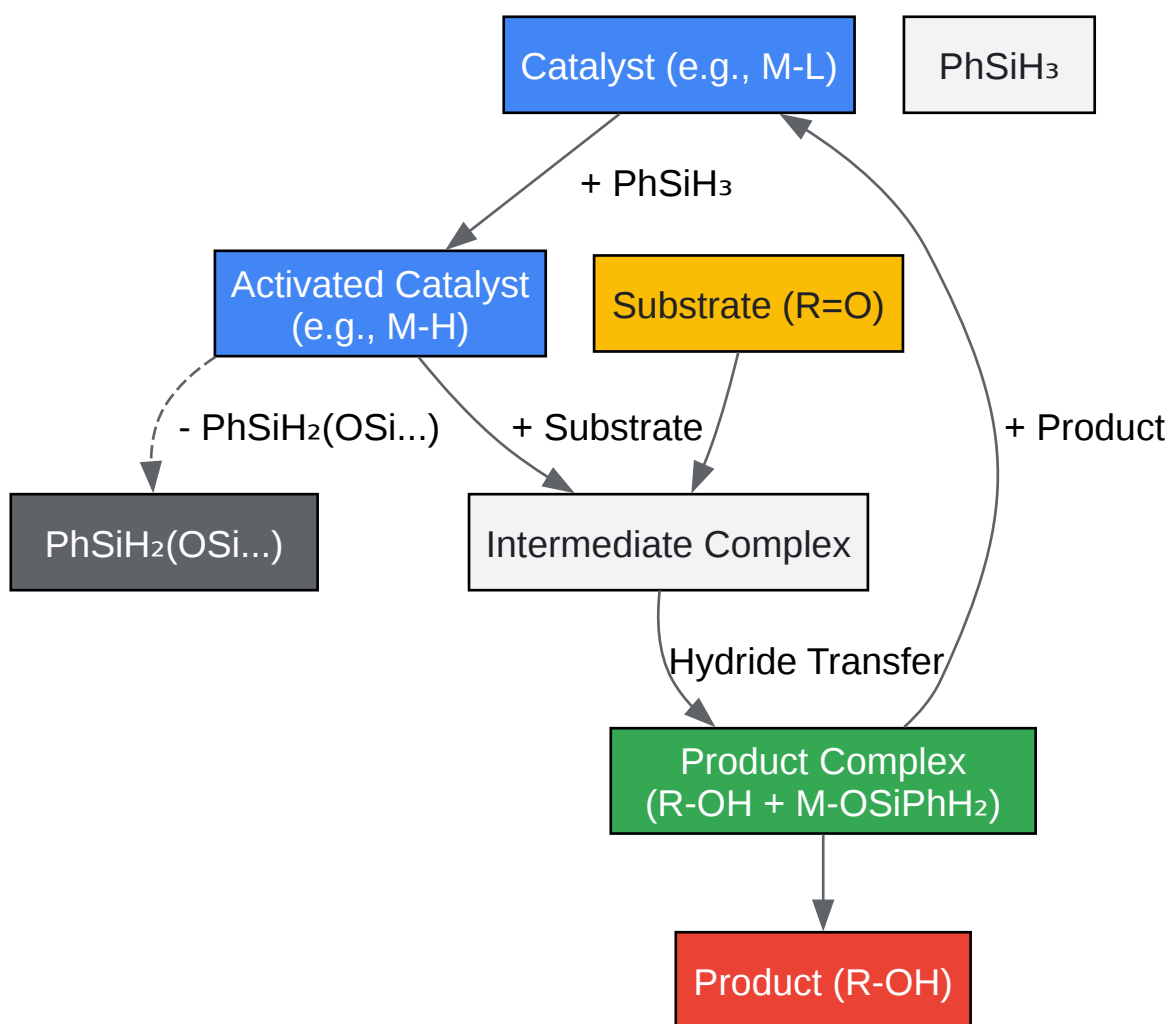 Catalyst (e.g., M-L)
PhSiH₃
+ PhSiH₃
Activated Catalyst
(e.g., M-H)
Substrate (R=O)
- PhSiH₂(OSi...)
+ Substrate
+ Product
PhSiH₂(OSi...)
Intermediate Complex
Hydride Transfer
Product Complex
(R-OH + M-OSiPhH₂)
Product (R-OH)